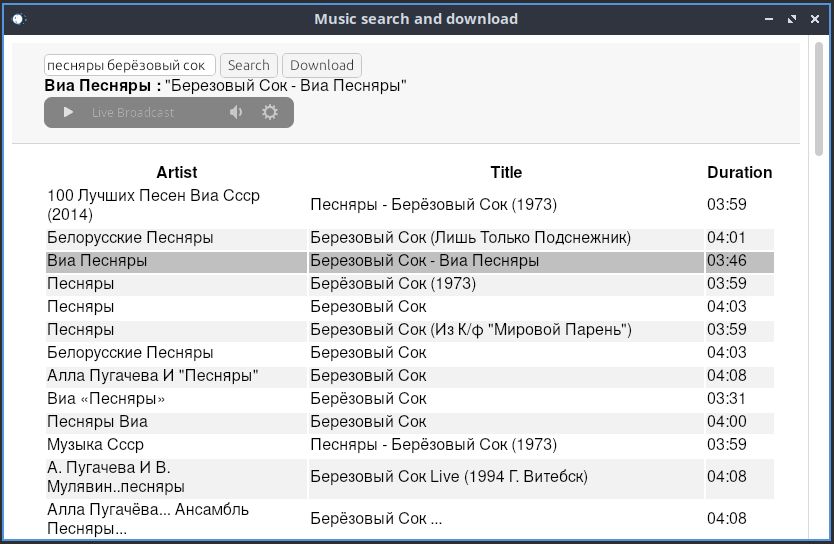 Music search and download
песняры берёзовый сок Search Download
Виа Песняры : "Березовый Сок - Виа Песняры"
Live Broadcast
Artist Title Duration
100 Лучших Песен Виа Ссср
(2014) Песняры - Берёзовый Сок (1973) 03:59
Белорусские Песняры Березовый Сок (Лишь Только Подснежник) 04:01
Виа Песняры Березовый Сок - Виа Песняры 03:46
Песняры Берёзовый Сок (1973) 03:59
Песняры Березовый Сок 04:03
Песняры Березовый Сок (Из К/ф "Мировой Парень") 03:59
Белорусские Песняры Березовый Сок 04:03
Алла Пугачева И "Песняры" Березовый Сок 04:08
Виа «Песняры» Берёзовый Сок 03:31
Песняры Виа Березовый Сок 04:00
Музыка Ссср Песняры - Берёзовый Сок (1973) 03:59
А. Пугачева И В.
Мулявин..песняры Березовый Сок Live (1994 Г. Витебск) 04:08
Алла Пугачёва... Ансамбль
Песняры... Берёзовый Сок ... 04:08